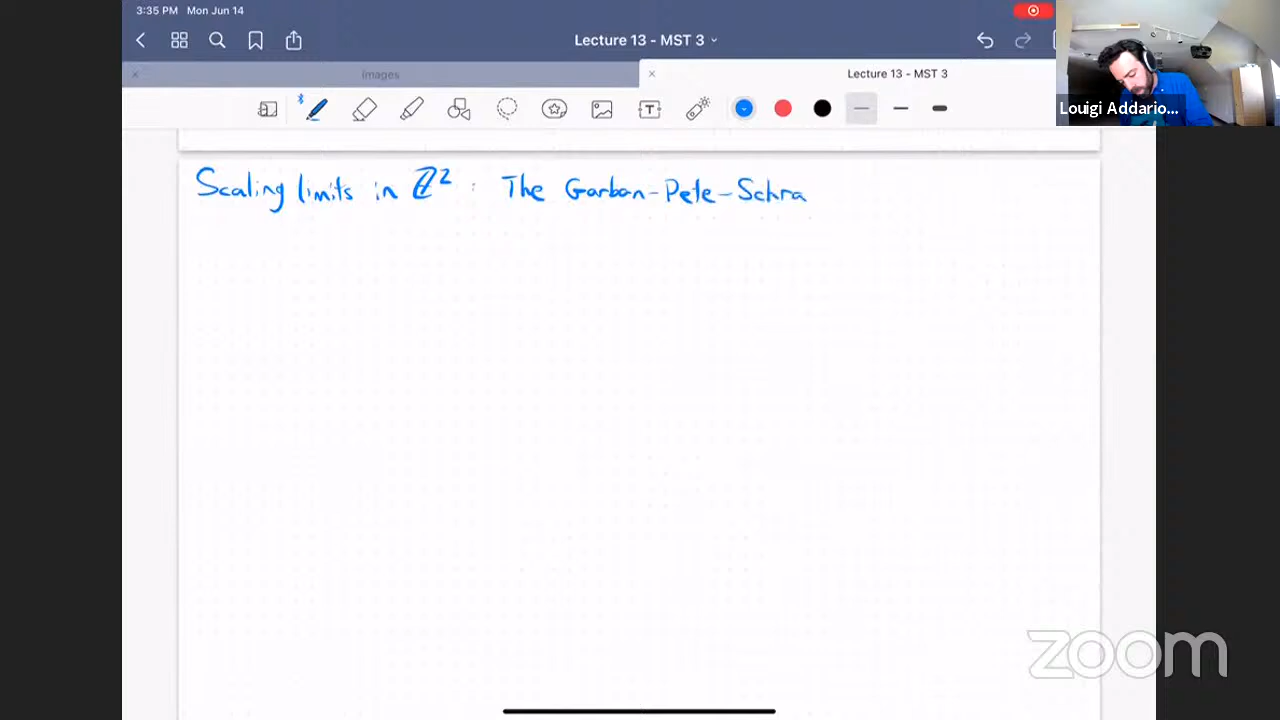 3:35 PM Mon Jun 14
Lecture 13 - MST 3
Images
Lecture 13 - MST 3
Louigi Addario...
Scaling limits in ℤ² : The Garban-Pete-Schra
zoom